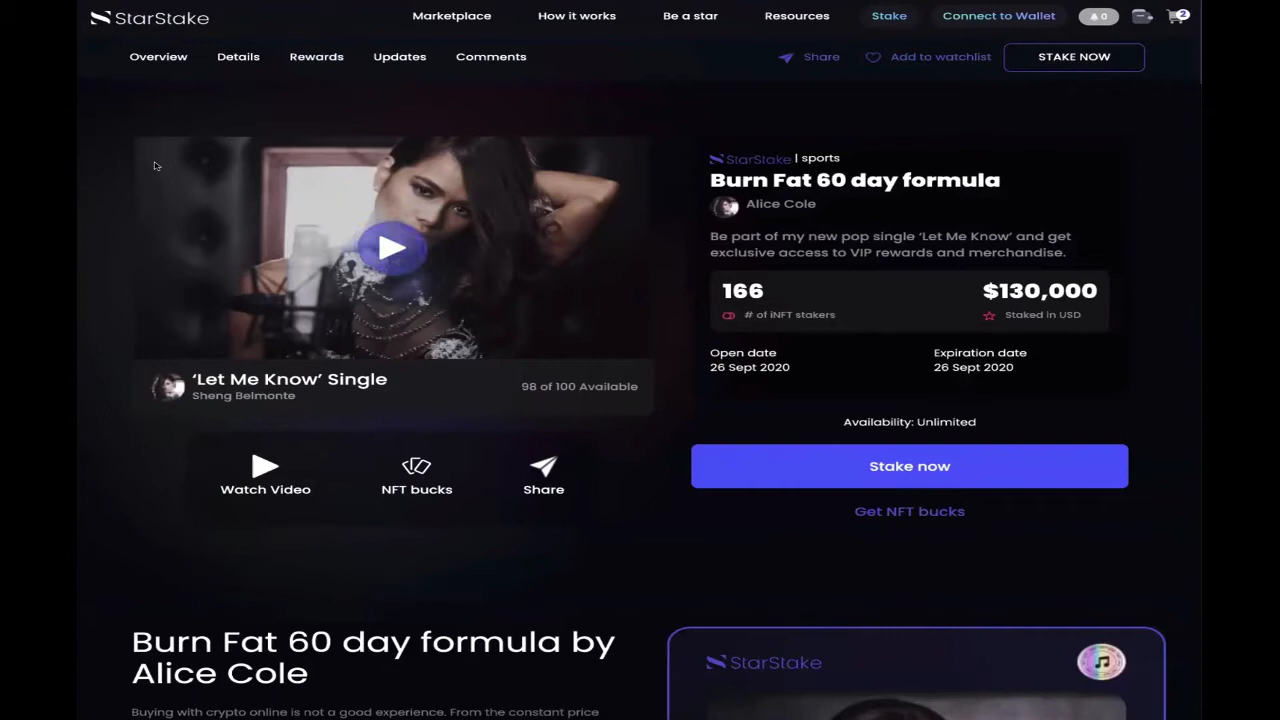 StarStake
Marketplace
How it works
Be a star
Resources
Stake
Connect to Wallet
0
2
Overview
Details
Rewards
Updates
Comments
Share
Add to watchlist
STAKE NOW
‘Let Me Know’ Single
Sheng Belmonte
98 of 100 Available
Watch Video
NFT bucks
Share
StarStake | sports
Burn Fat 60 day formula
Alice Cole
Be part of my new pop single ‘Let Me Know’ and get
exclusive access to VIP rewards and merchandise.
166
# of iNFT stakers
$130,000
Staked in USD
Open date
26 Sept 2020
Expiration date
26 Sept 2020
Availability: Unlimited
Stake now
Get NFT bucks
Burn Fat 60 day formula by
Alice Cole
Buying with crypto online is not a good experience. From the constant price
StarStake